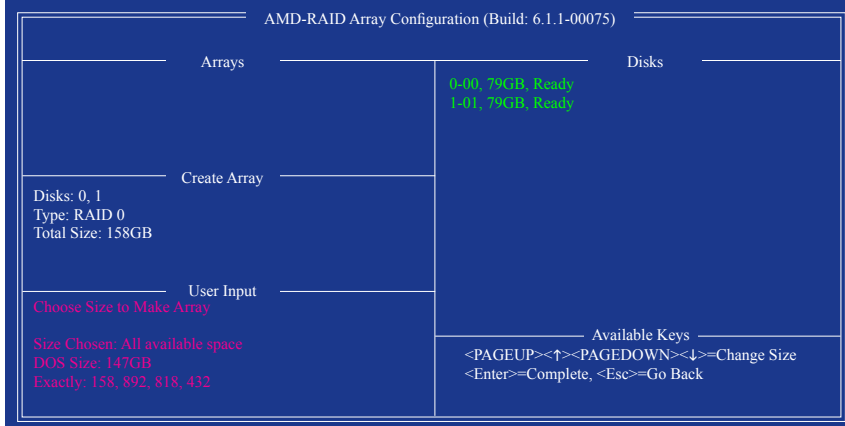 AMD-RAID Array Configuration (Build: 6.1.1-00075)
Arrays
Create Array
Disks: 0, 1
Type: RAID 0
Total Size: 158GB
User Input
Choose Size to Make Array
Size Chosen: All available space
DOS Size: 147GB
Exactly: 158, 892, 818, 432
Disks
0-00, 79GB, Ready
1-01, 79GB, Ready
Available Keys
<PAGEUP><↑><PAGEDOWN><↓>=Change Size
<Enter>=Complete, <Esc>=Go Back